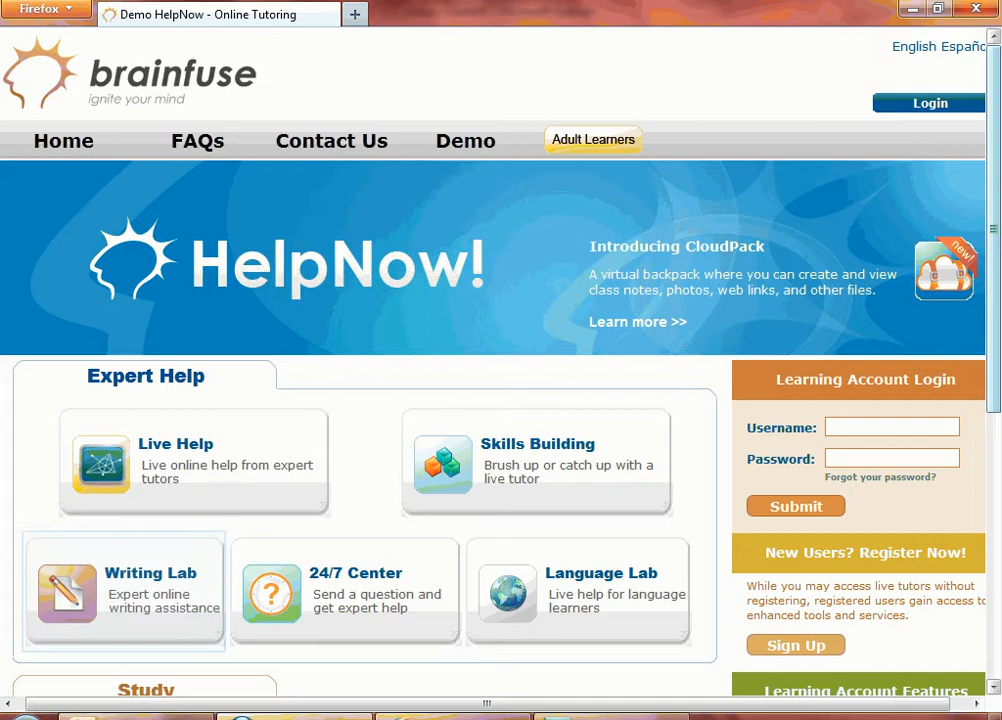 Firefox
Demo HelpNow - Online Tutoring
English Españo
brainfuse
ignite your mind
Login
Home FAQs Contact Us Demo Adult Learners
HelpNow!
Introducing CloudPack
A virtual backpack where you can create and view
class notes, photos, web links, and other files.
Learn more >>
new!
Expert Help
Live Help
Live online help from expert
tutors
Skills Building
Brush up or catch up with a
live tutor
Writing Lab
Expert online
writing assistance
24/7 Center
Send a question and
get expert help
Language Lab
Live help for language
learners
Study
Learning Account Login
Username:
Password:
Forgot your password?
Submit
New Users? Register Now!
While you may access live tutors without
registering, registered users gain access to
enhanced tools and services.
Sign Up
Learning Account Features